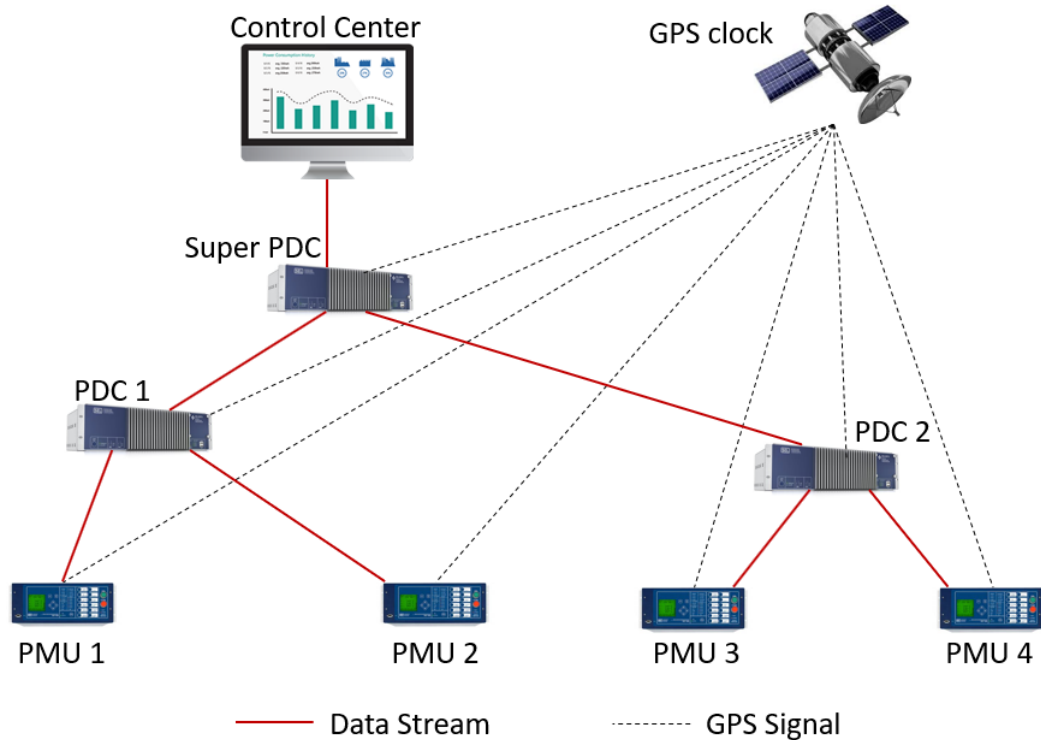 Control Center
GPS clock
Super PDC
PDC 1
PDC 2
PMU 1
PMU 2
PMU 3
PMU 4
Data Stream
GPS Signal